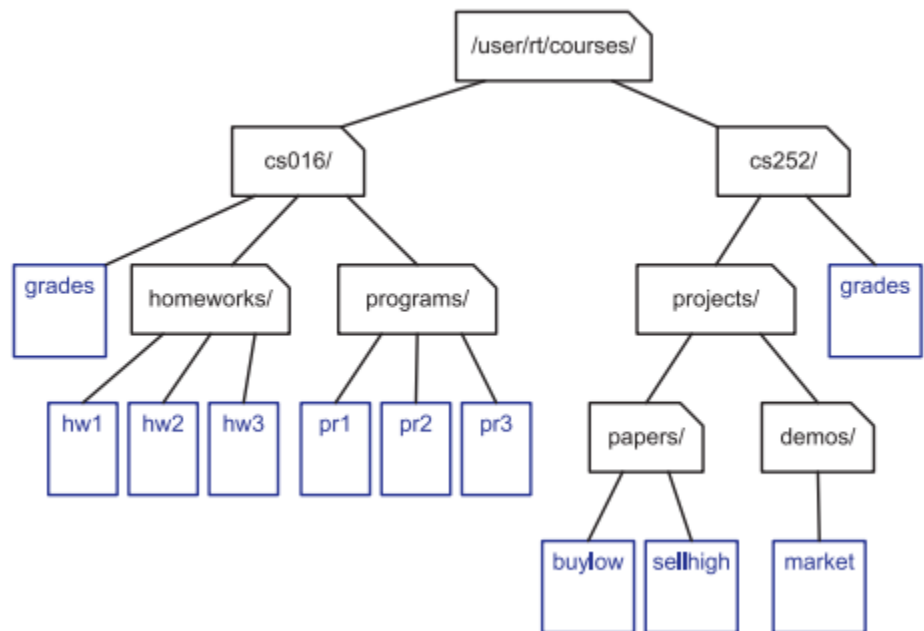 /user/rt/courses/
cs016/
cs252/
grades
homeworks/
programs/
projects/
grades
hw1
hw2
hw3
pr1
pr2
pr3
papers/
demos/
buylow
sellhigh
market